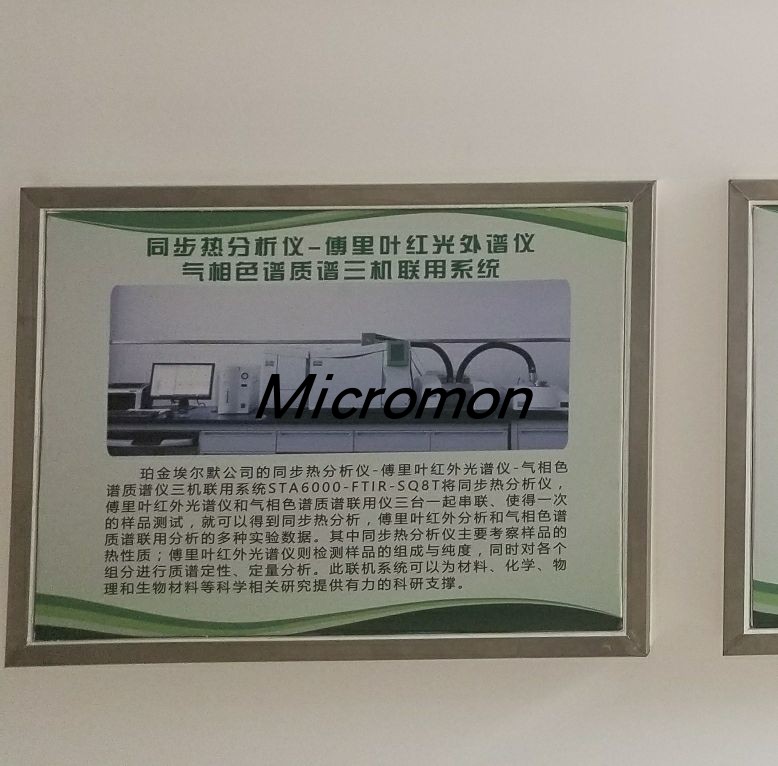 同步热分析仪-傅里叶红光外谱仪
气相色谱质谱三机联用系统
Micromon
珀金埃尔默公司的同步热分析仪-傅里叶红外光谱仪-气相色
谱质谱仪三机联用系统STA6000-FTIR-SQ8T将同步热分析仪，
傅里叶红外光谱仪和气相色谱质谱联用仪三台一起串联、使得一次
的样品测试，就可以得到同步热分析，傅里叶红外分析和气相色谱
质谱联用分析的多种实验数据。其中同步热分析仪主要考察样品的
热性质；傅里叶红外光谱仪则检测样品的组成与纯度，同时对各个
组分进行质谱定性、定量分析。此联机系统可以为材料、化学、物
理和生物材料等科学相关研究提供有力的科研支撑。